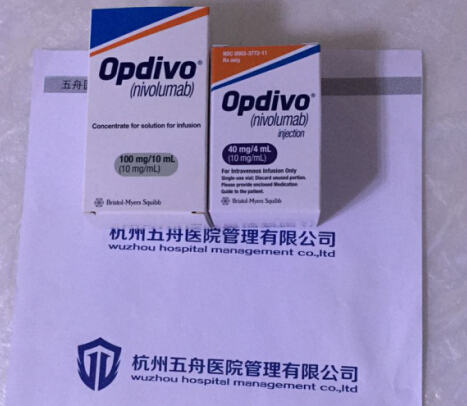 Opdivo®
(nivolumab)
Concentrate for solution for infusion
100 mg/10 mL
(10 mg/mL)
Bristol-Myers Squibb
Rx only
Opdivo®
(nivolumab)
injection
40 mg/4 mL
(10 mg/mL)
For Intravenous Infusion Only
Single-use vial; Discard unused portion.
Please provide enclosed Medication
Guide to the patient.
Bristol-Myers Squibb
五舟医
杭州五舟医院管理有限公司
wuzhou hospital management co.,ltd
杭州五舟医院管理有限公司
wuzhou hospital management co.,ltd